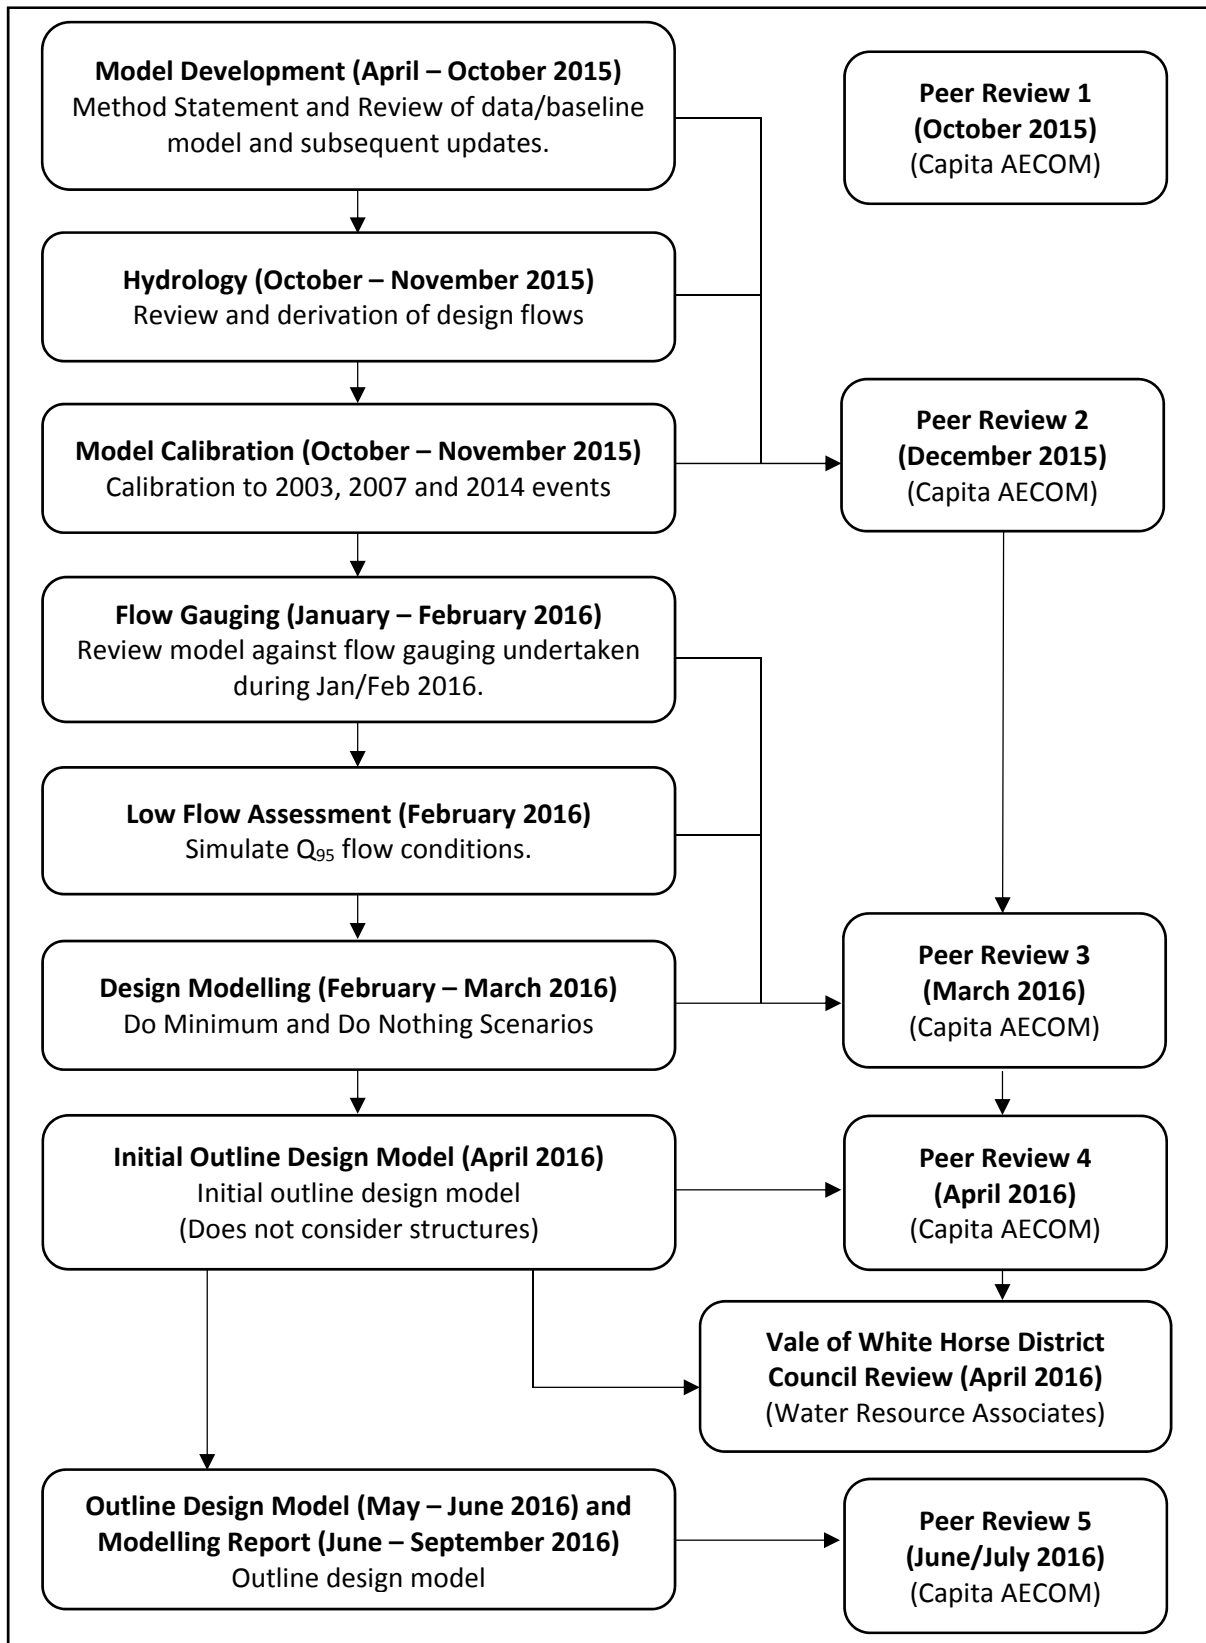 Model Development (April – October 2015)
Method Statement and Review of data/baseline
model and subsequent updates.
Peer Review 1
(October 2015)
(Capita AECOM)
Hydrology (October – November 2015)
Review and derivation of design flows
Model Calibration (October – November 2015)
Calibration to 2003, 2007 and 2014 events
Peer Review 2
(December 2015)
(Capita AECOM)
Flow Gauging (January – February 2016)
Review model against flow gauging undertaken
during Jan/Feb 2016.
Low Flow Assessment (February 2016)
Simulate Q95 flow conditions.
Design Modelling (February – March 2016)
Do Minimum and Do Nothing Scenarios
Peer Review 3
(March 2016)
(Capita AECOM)
Initial Outline Design Model (April 2016)
Initial outline design model
(Does not consider structures)
Peer Review 4
(April 2016)
(Capita AECOM)
Vale of White Horse District
Council Review (April 2016)
(Water Resource Associates)
Outline Design Model (May – June 2016) and
Modelling Report (June – September 2016)
Outline design model
Peer Review 5
(June/July 2016)
(Capita AECOM)